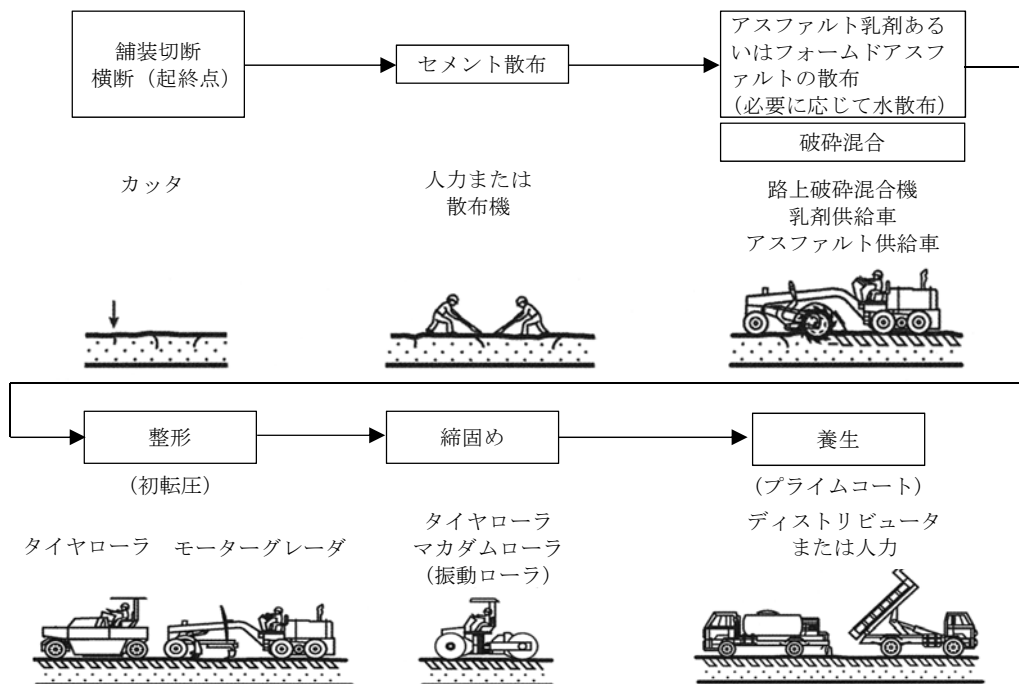 舗装切断
横断（起終点）
セメント散布
アスファルト乳剤ある
いはフォームドアスフ
ァルトの散布
（必要に応じて水散布）
破砕混合
カッタ
人力または
散布機
路上破砕混合機
乳剤供給車
アスファルト供給車
整形
締固め
養生
（初転圧）
（プライムコート）
タイヤローラ
モーターグレーダ
タイヤローラ
マカダムローラ
（振動ローラ）
ディストリビュータ
または人力